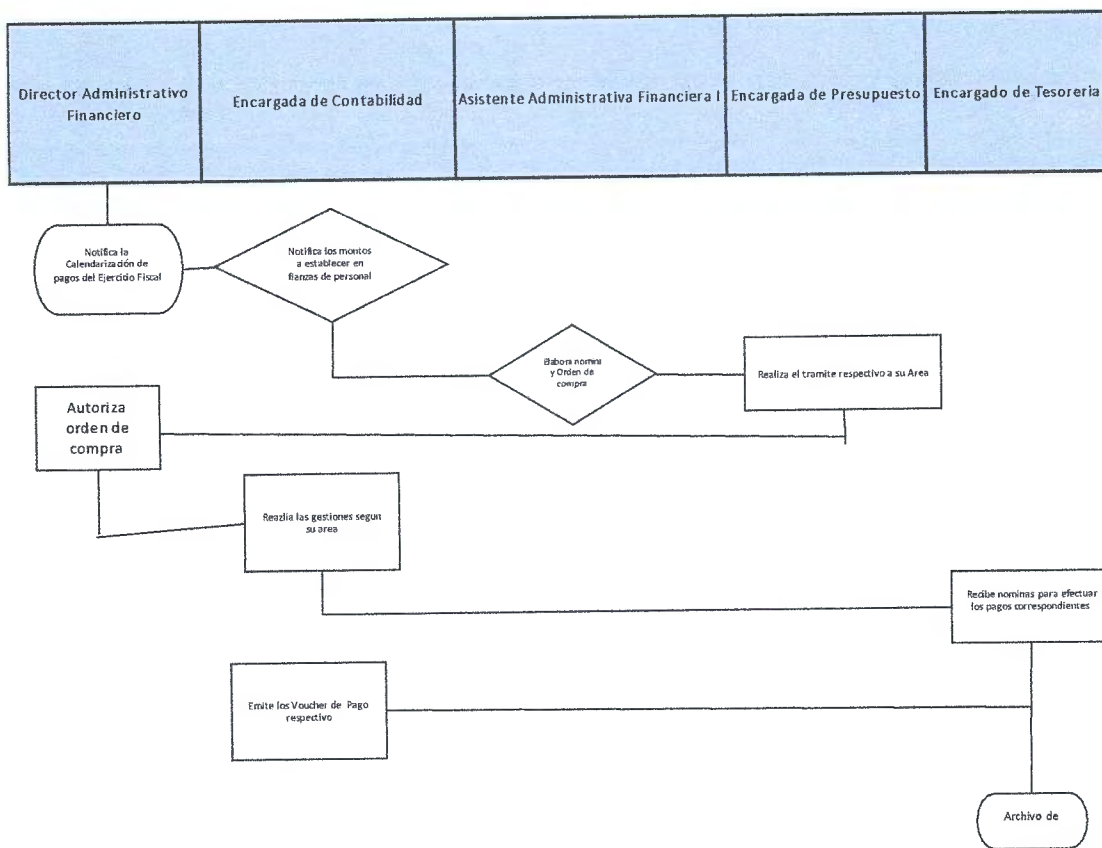 Director Administrativo
Financiero
Encargada de Contabilidad
Asistente Administrativa Financiera I
Encargada de Presupuesto
Encargado de Tesoreria
Notifica la
Calendarización de
pagos del Ejercicio Fiscal
Notifica los montos
a establecer en
fianzas de personal
Elabora nomina
y Orden de
compra
Realiza el tramite respectivo a su Area
Autoriza
orden de
compra
Reazlia las gestiones segun
su area
Recibe nominas para efectuar
los pagos correspondientes
Emite los Voucher de Pago
respectivo
Archivo de